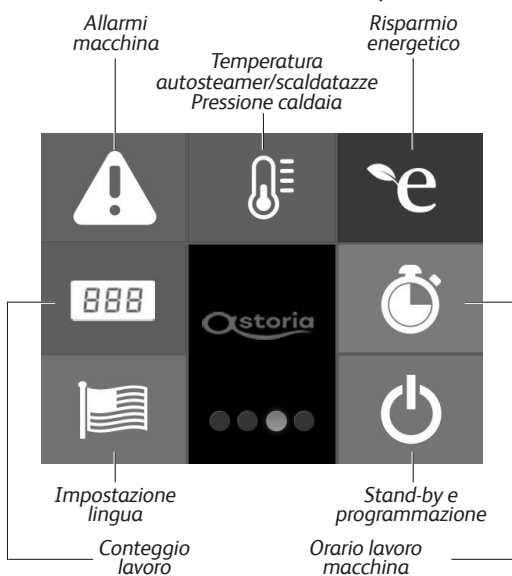 Allarmi
macchina
Temperatura
autosteamer/scaldatazze
Pressione caldaia
Risparmio
energetico
e
888
astoria
Impostazione
lingua
Stand-by e
programmazione
Conteggio
lavoro
Orario lavoro
macchina